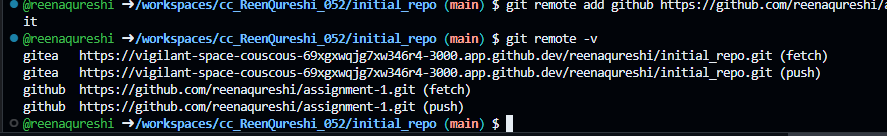 @reenaqureshi ➜/workspaces/cc_ReenQureshi_052/initial_repo (main) $ git remote add github https://github.com/reenaqureshi/a
it
@reenaqureshi ➜/workspaces/cc_ReenQureshi_052/initial_repo (main) $ git remote -v
gitea   https://vigilant-space-couscous-69xgxwqjg7xw346r4-3000.app.github.dev/reenaqureshi/initial_repo.git (fetch)
gitea   https://vigilant-space-couscous-69xgxwqjg7xw346r4-3000.app.github.dev/reenaqureshi/initial_repo.git (push)
github  https://github.com/reenaqureshi/assignment-1.git (fetch)
github  https://github.com/reenaqureshi/assignment-1.git (push)
@reenaqureshi ➜/workspaces/cc_ReenQureshi_052/initial_repo (main) $